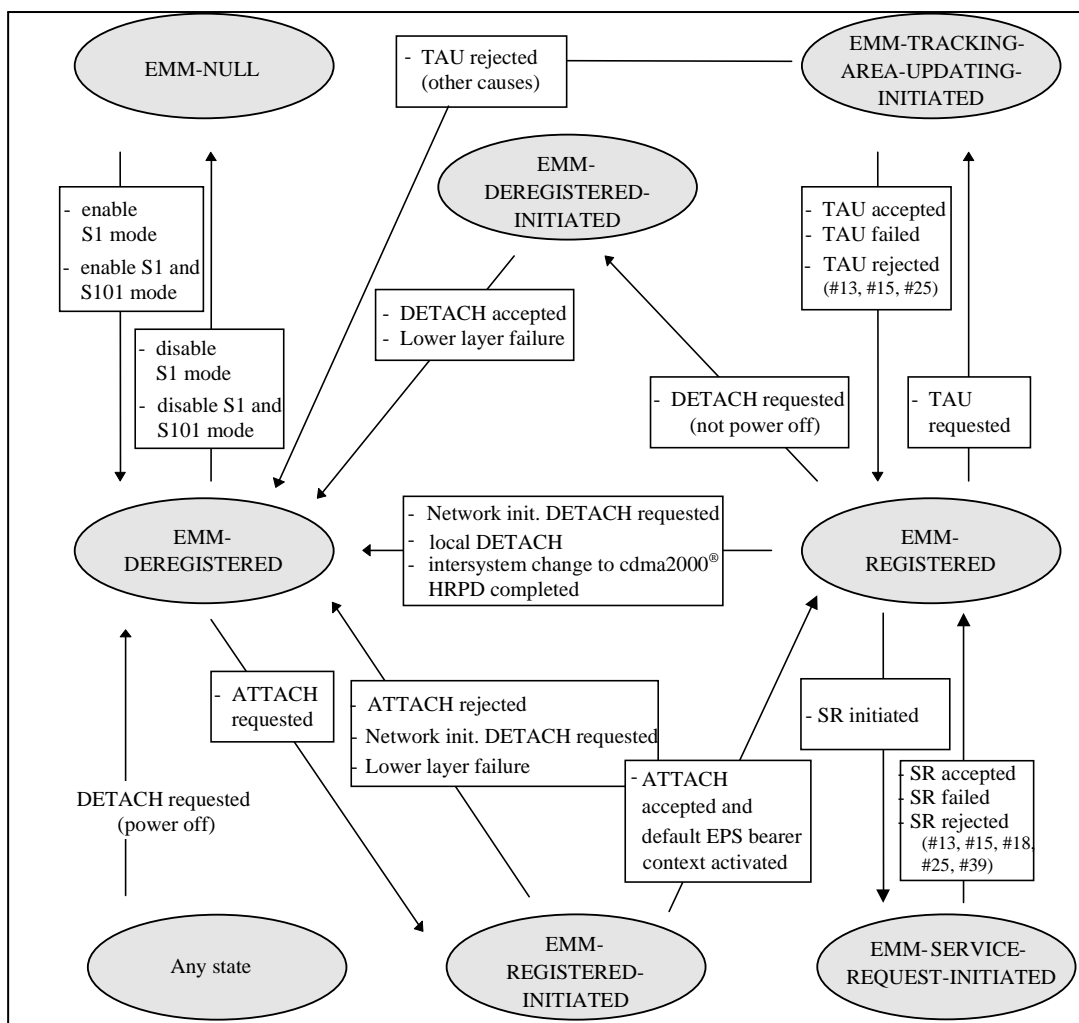 EMM-NULL
- TAU rejected
(other causes)
EMM-TRACKING-
AREA-UPDATING-
INITIATED
EMM-
DEREGISTERED-
INITIATED
- enable
S1 mode
- enable S1 and
S101 mode
- TAU accepted
- TAU failed
- TAU rejected
(#13, #15, #25)
- DETACH accepted
- Lower layer failure
- disable
S1 mode
- disable S1 and
S101 mode
- DETACH requested
(not power off)
- TAU
requested
EMM-
DEREGISTERED
- Network init. DETACH requested
- local DETACH
- intersystem change to cdma2000®
HRPD completed
EMM-
REGISTERED
- ATTACH
requested
- ATTACH rejected
- Network init. DETACH requested
- Lower layer failure
- SR initiated
DETACH requested
(power off)
- ATTACH
accepted and
default EPS bearer
context activated
- SR accepted
- SR failed
- SR rejected
(#13, #15, #18,
#25, #39)
Any state
EMM-
REGISTERED-
INITIATED
EMM-SERVICE-
REQUEST-INITIATED